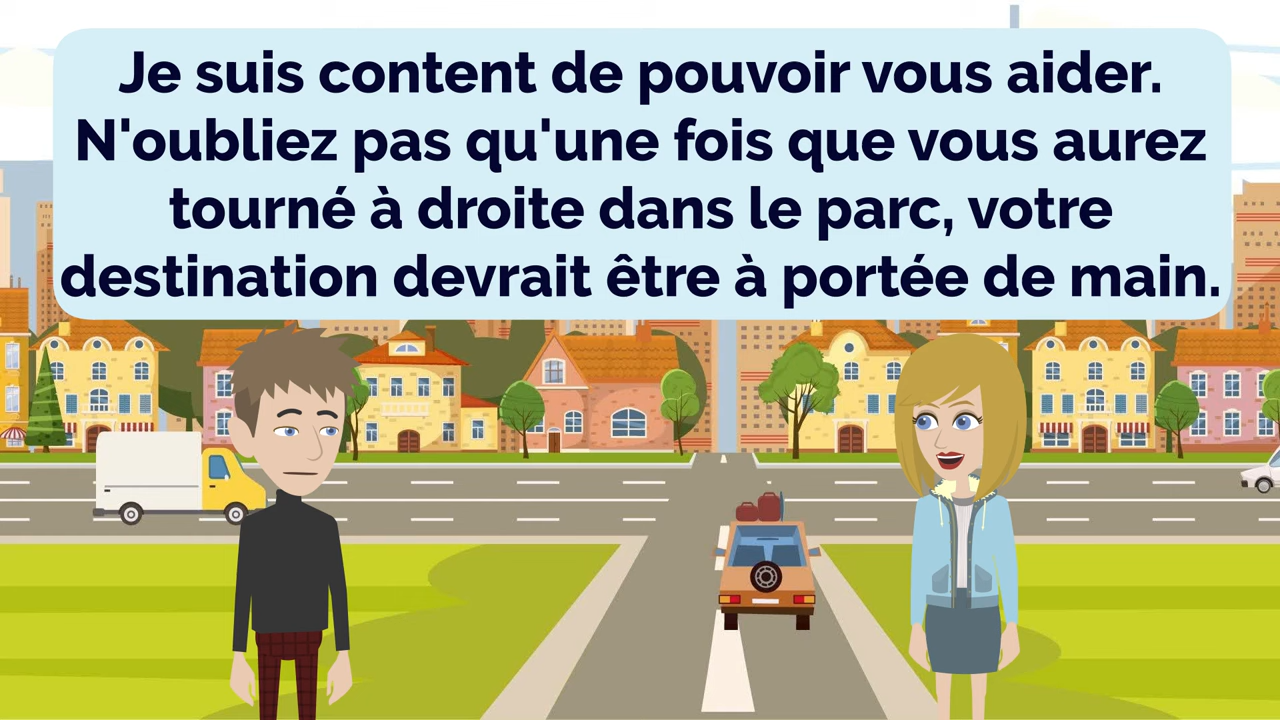 Je suis content de pouvoir vous aider.
N'oubliez pas qu'une fois que vous aurez
tourné à droite dans le parc, votre
destination devrait être à portée de main.